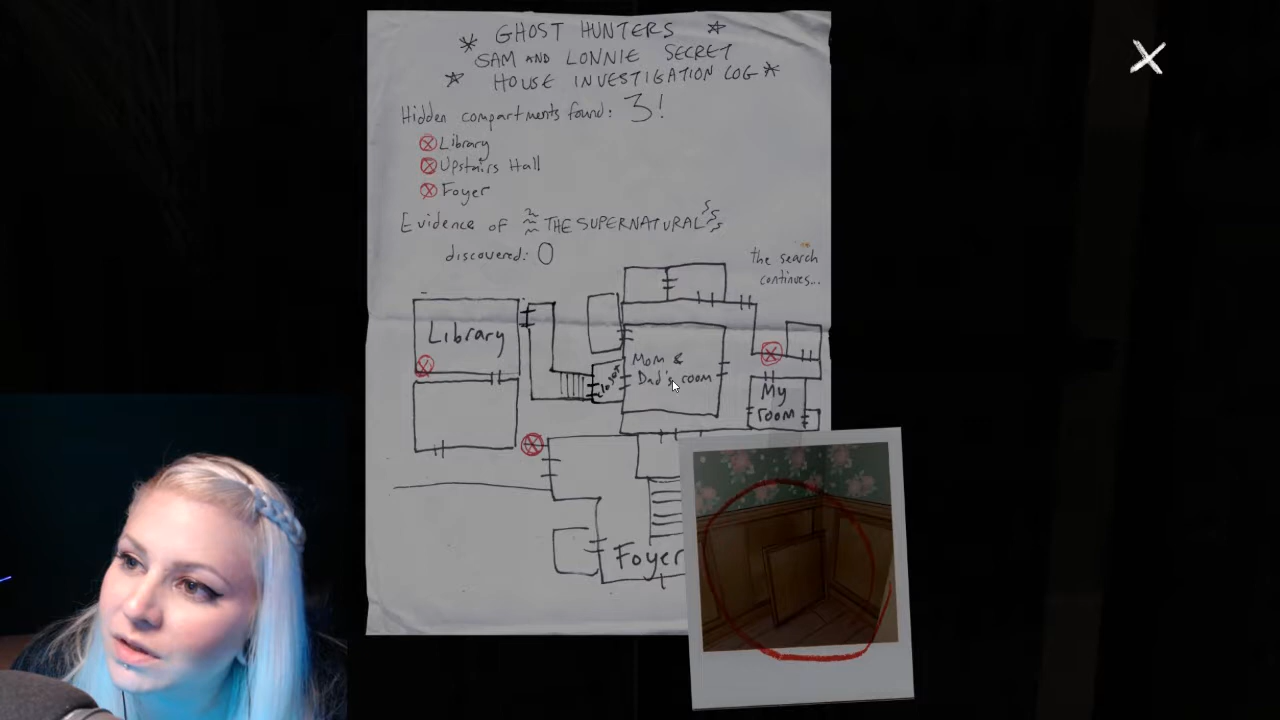 GHOST HUNTERS
SAM AND LONNIE SECRET
HOUSE INVESTIGATION LOG
Hidden compartments found: 3!
Library
Upstairs Hall
Foyer
Evidence of THE SUPERNATURAL
discovered: 0
the search
continues...
Library
Mom &
Dad's room
Closet
My
room
Foyer